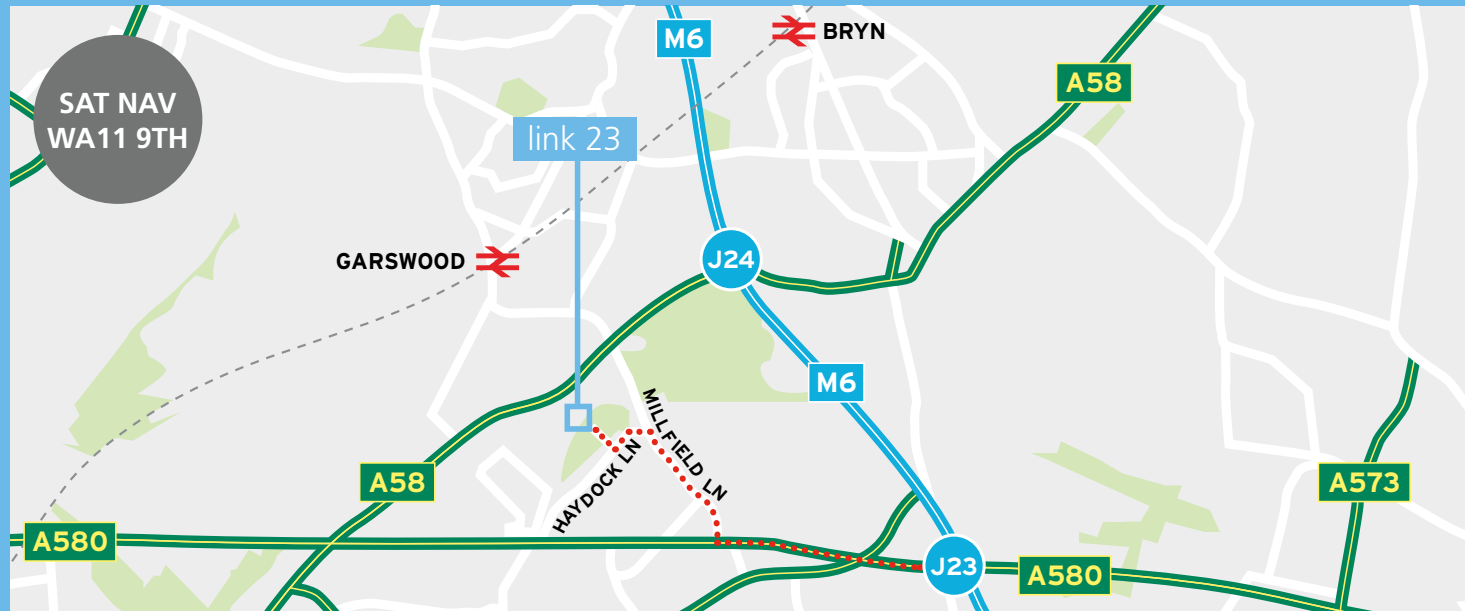 M6
BRYN
A58
SAT NAV
WA11 9TH
link 23
GARSWOOD
J24
M6
MILLFIELD LN
HAYDOCK LN
A58
A573
A580
J23
A580